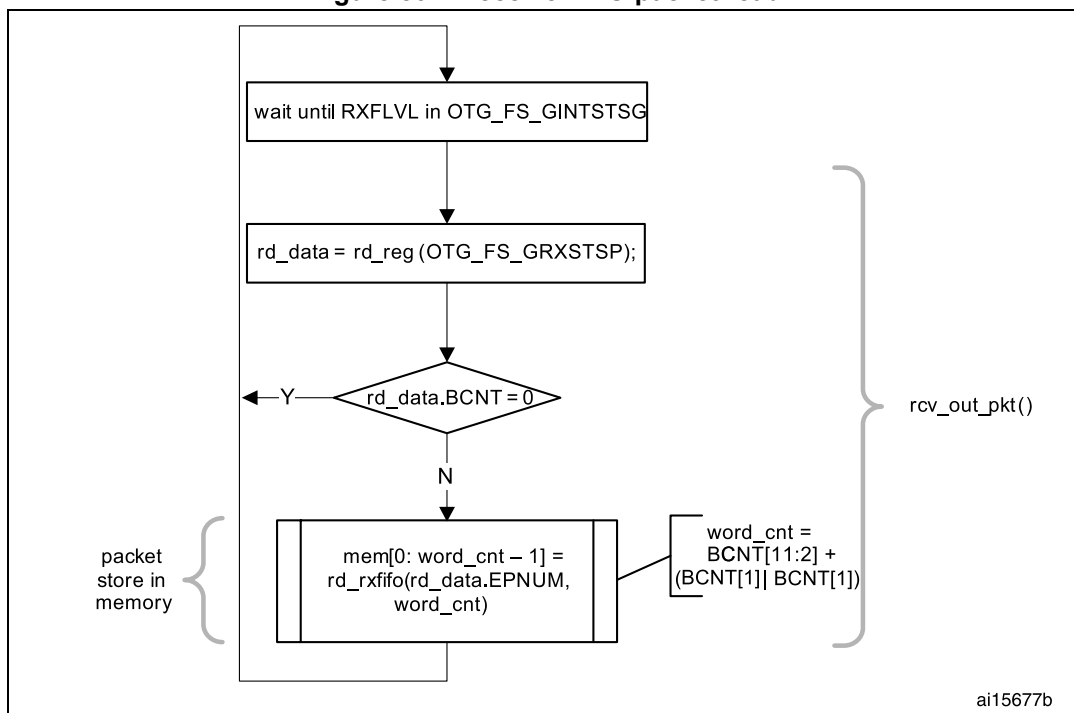 wait until RXFLVL in OTG_FS_GINTSTSG
rd_data = rd_reg (OTG_FS_GRXSTSP);
rd_data.BCNT = 0
Y
rcv_out_pkt()
N
packet
store in
memory
mem[0: word_cnt – 1] =
rd_rxfifo(rd_data.EPNUM,
word_cnt)
word_cnt =
BCNT[11:2] +
(BCNT[1] | BCNT[1])
ai15677b